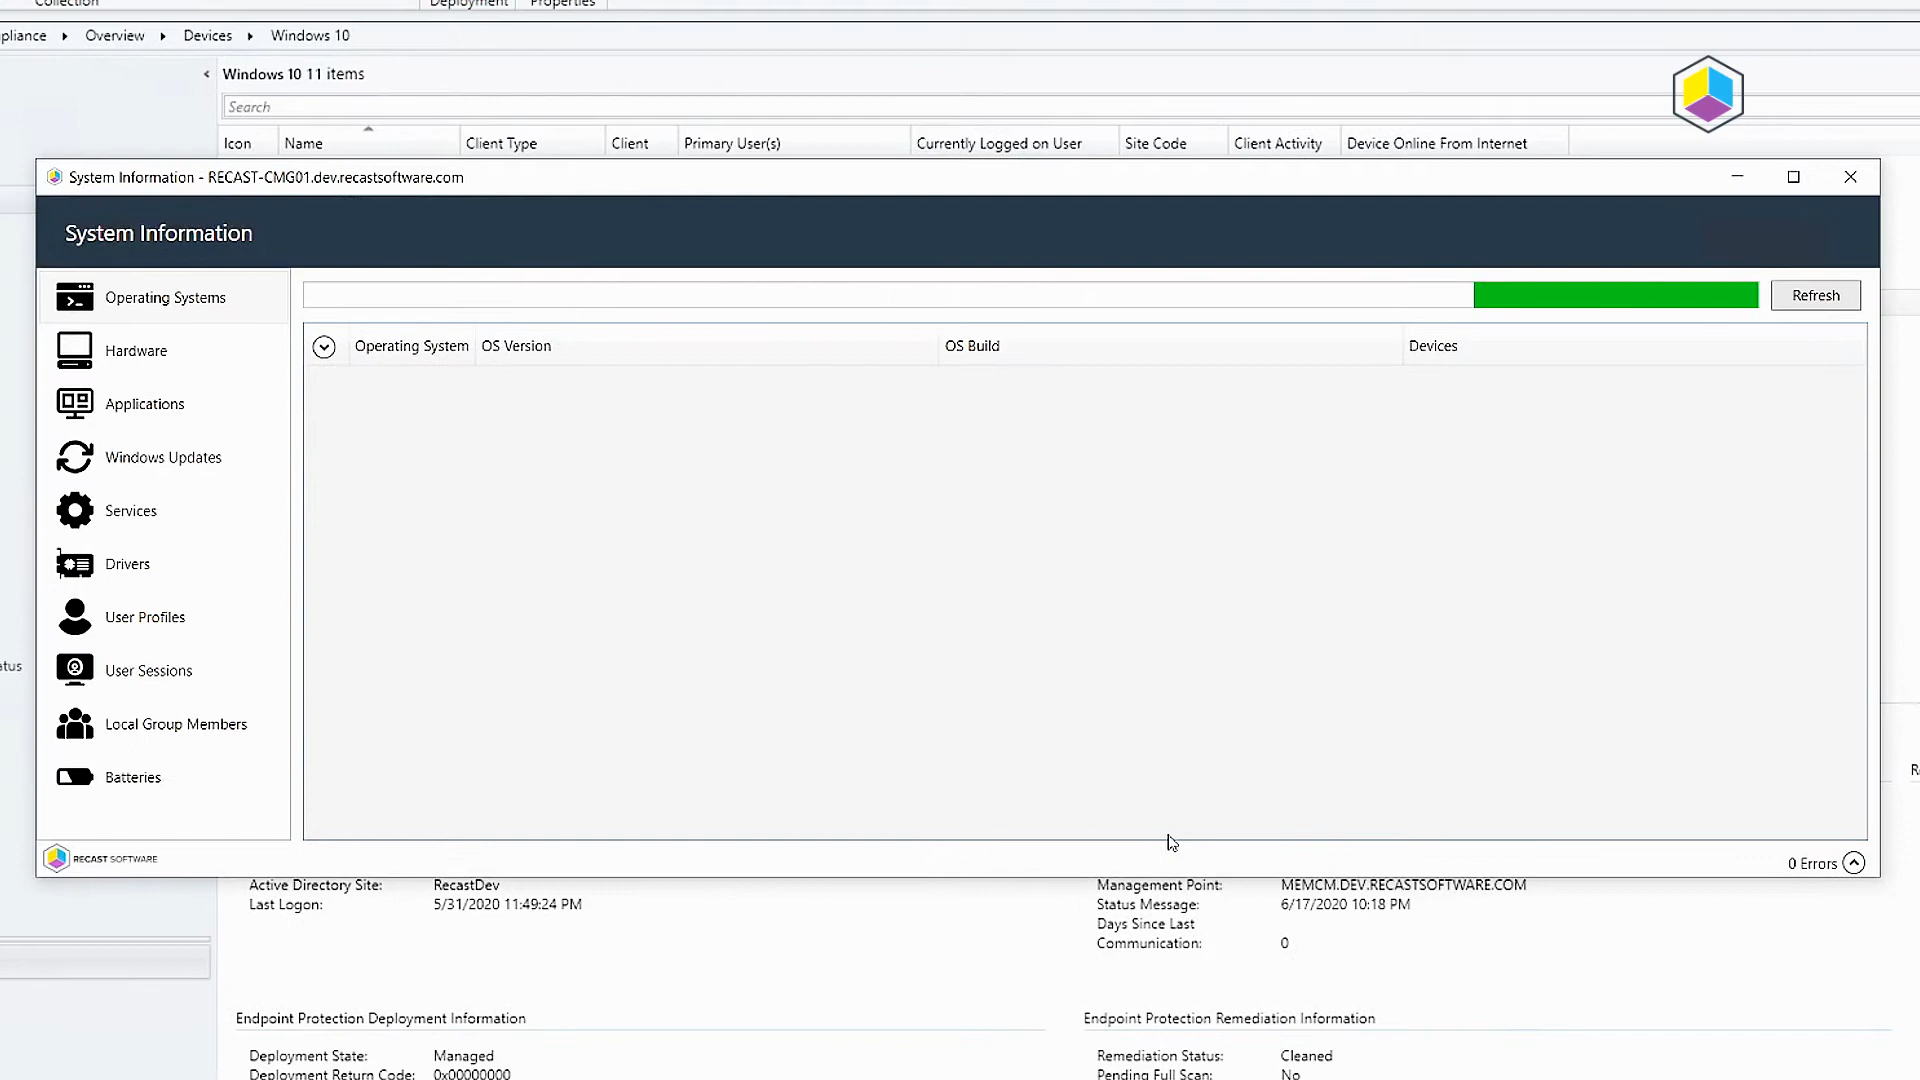 Collection
Deployment
Properties
pliance ▸ Overview ▸ Devices ▸ Windows 10
Windows 10 11 items
Search
Icon Name Client Type Client Primary User(s) Currently Logged on User Site Code Client Activity Device Online From Internet
System Information - RECAST-CMG01.dev.recastsoftware.com
System Information
Operating Systems
Refresh
Operating System OS Version OS Build Devices
Hardware
Applications
Windows Updates
Services
Drivers
User Profiles
User Sessions
Local Group Members
Batteries
atus
RECAST SOFTWARE
0 Errors
Active Directory Site: RecastDev
Last Logon: 5/31/2020 11:49:24 PM
Management Point: MEMCM.DEV.RECASTSOFTWARE.COM
Status Message: 6/17/2020 10:18 PM
Days Since Last
Communication: 0
Endpoint Protection Deployment Information
Deployment State: Managed
Deployment Return Code: 0x00000000
Endpoint Protection Remediation Information
Remediation Status: Cleaned
Pending Full Scan: No